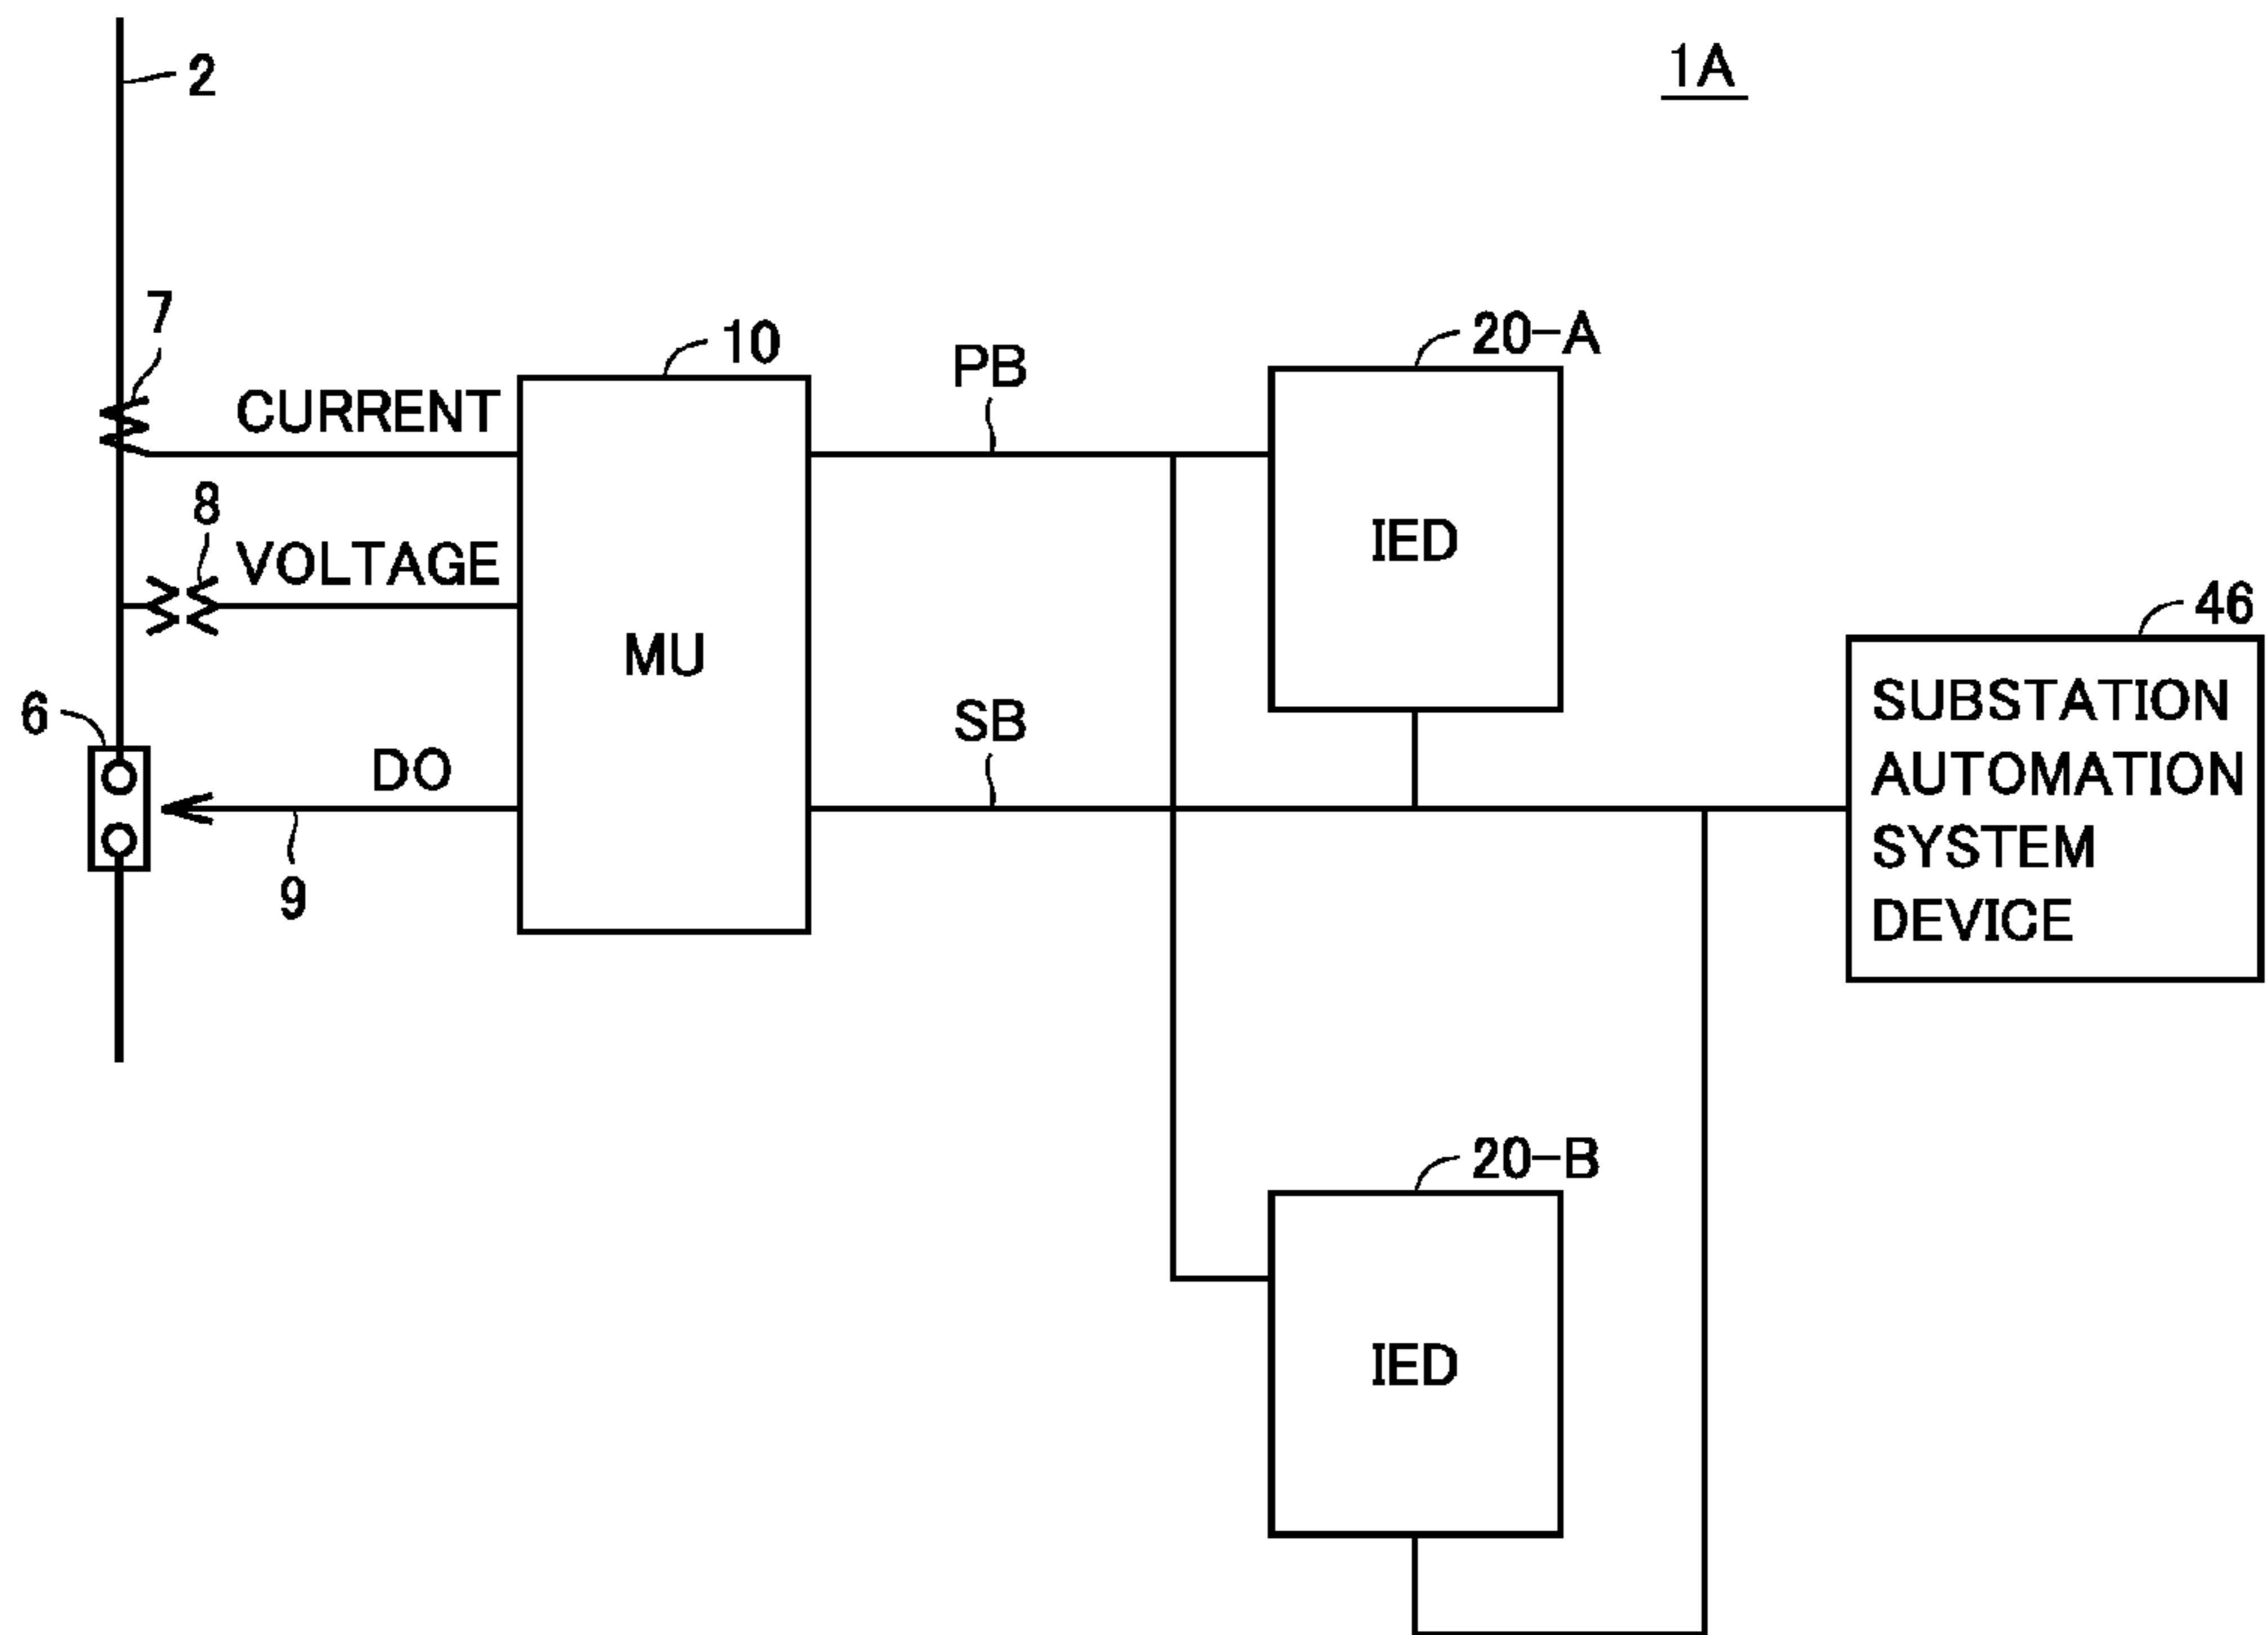 2
1A
7
CURRENT
10
PB
20-A
8
VOLTAGE
IED
MU
46
6
SB
SUBSTATION
AUTOMATION
SYSTEM
DEVICE
DO
9
20-B
IED